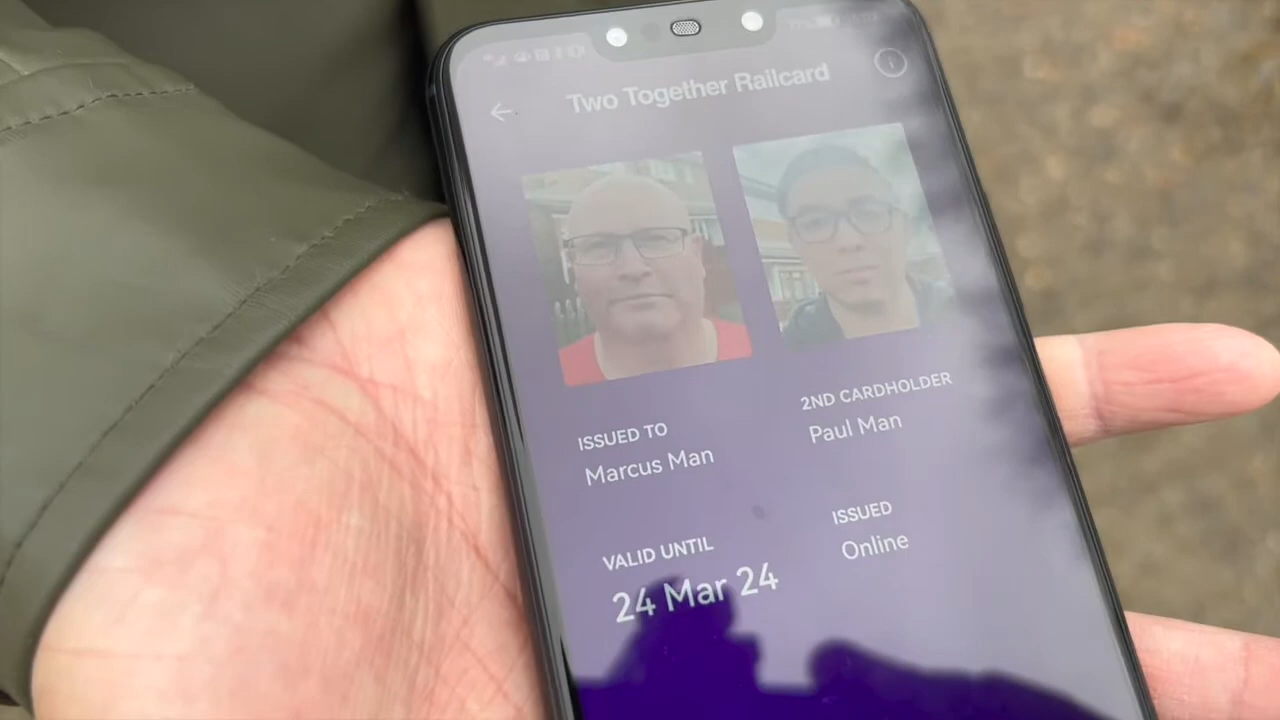 Two Together Railcard
ISSUED TO
Marcus Man
2ND CARDHOLDER
Paul Man
VALID UNTIL
24 Mar 24
ISSUED
Online